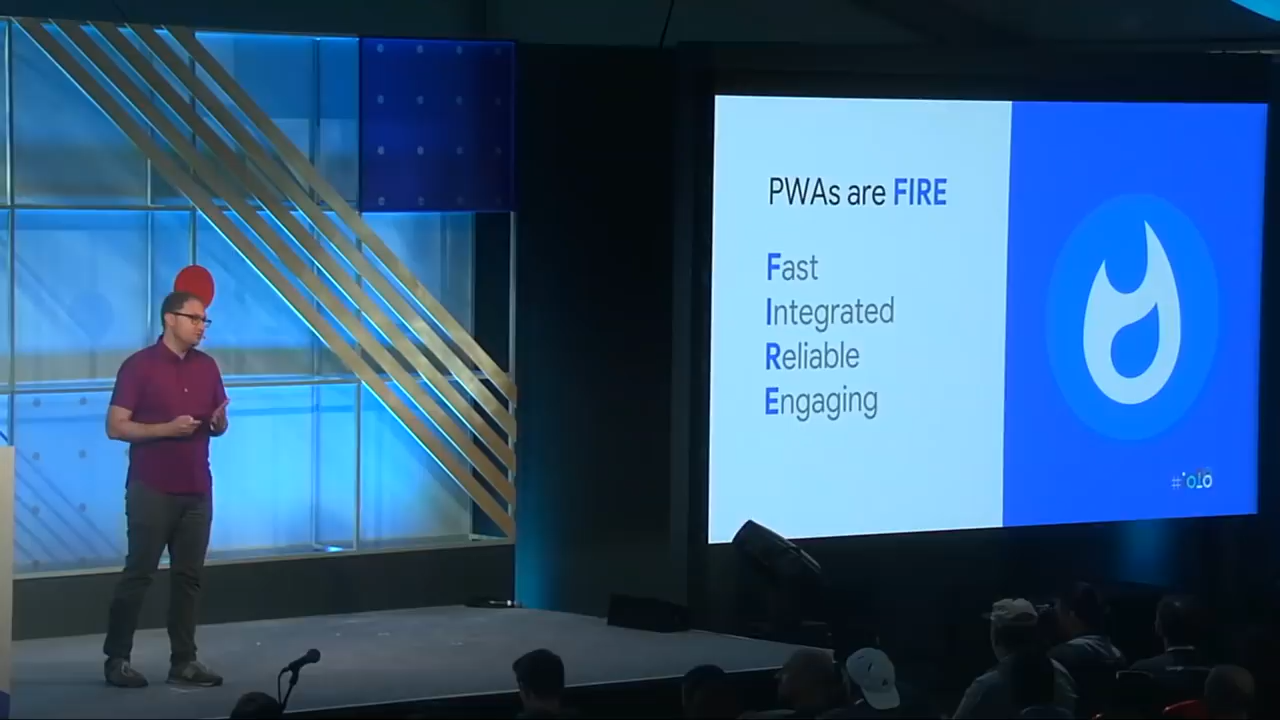 PWAs are FIRE
Fast
Integrated
Reliable
Engaging
#io18